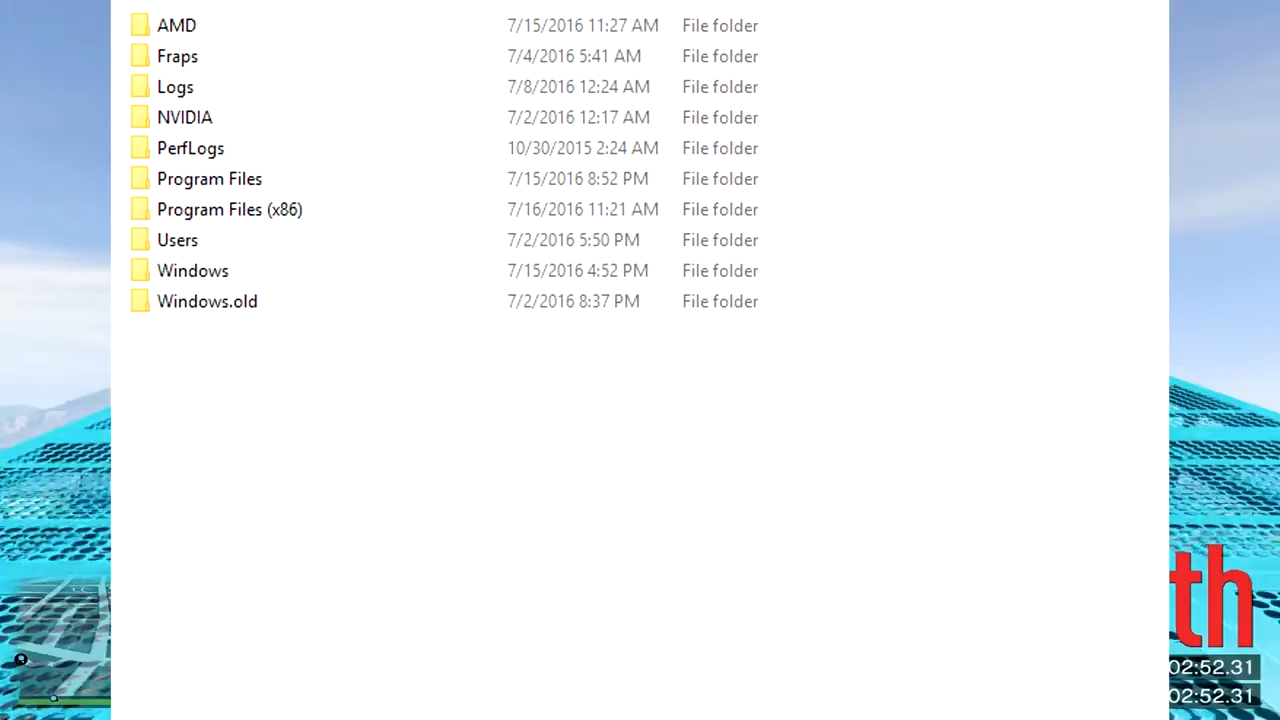 AMD 7/15/2016 11:27 AM File folder
Fraps 7/4/2016 5:41 AM File folder
Logs 7/8/2016 12:24 AM File folder
NVIDIA 7/2/2016 12:17 AM File folder
PerfLogs 10/30/2015 2:24 AM File folder
Program Files 7/15/2016 8:52 PM File folder
Program Files (x86) 7/16/2016 11:21 AM File folder
Users 7/2/2016 5:50 PM File folder
Windows 7/15/2016 4:52 PM File folder
Windows.old 7/2/2016 8:37 PM File folder
th
02:52.31
02:52.31